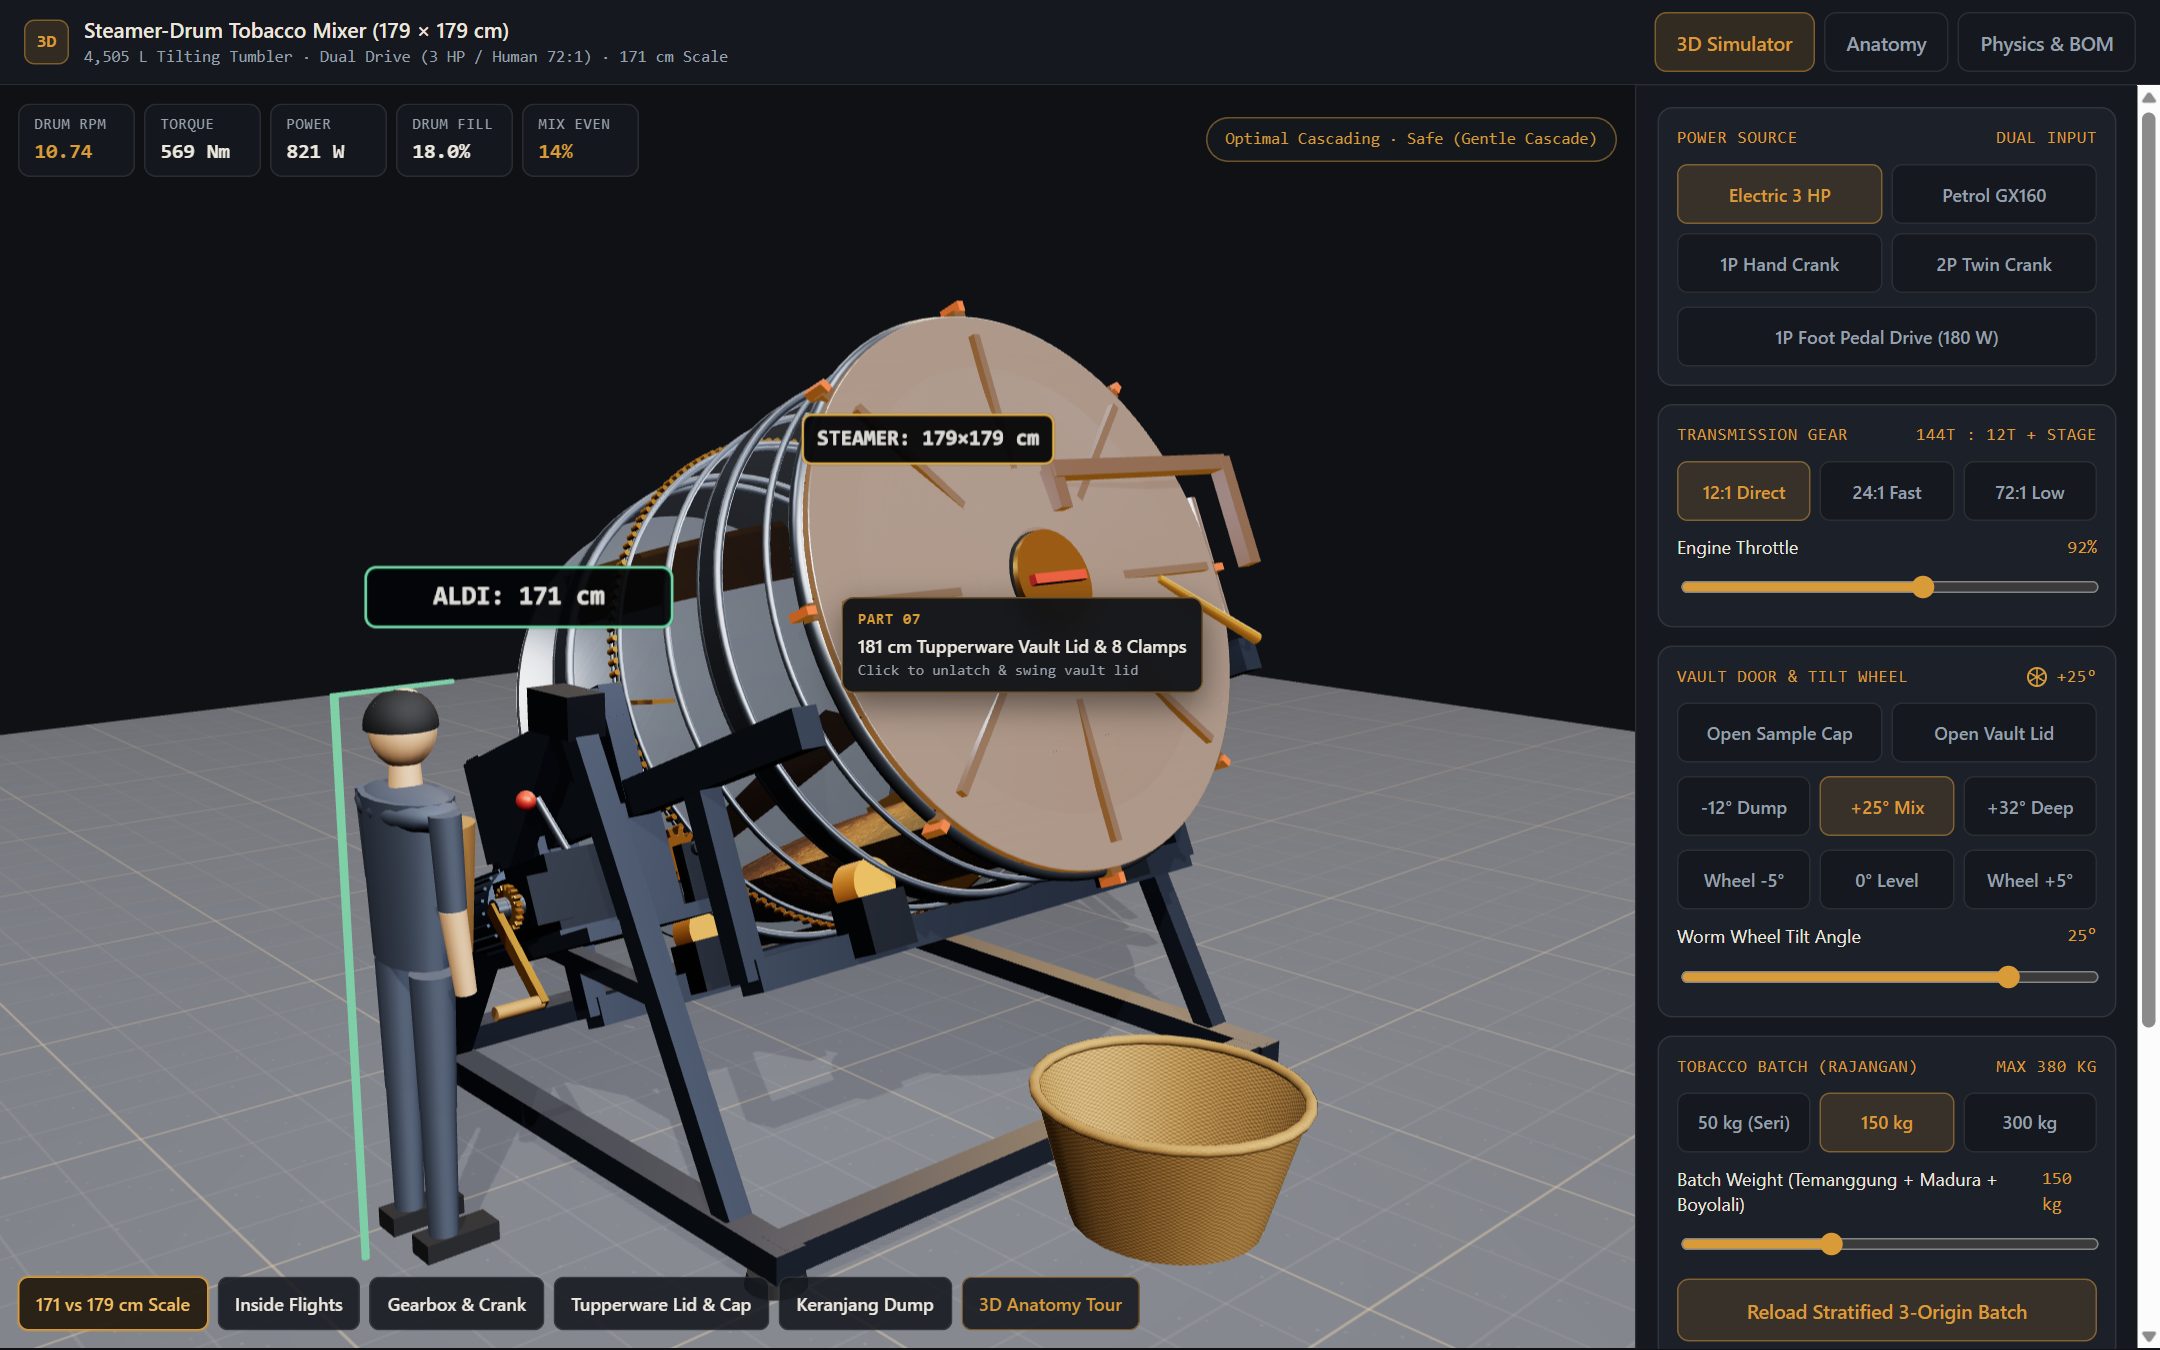 3D
Steamer-Drum Tobacco Mixer (179 × 179 cm)
4,505 L Tilting Tumbler · Dual Drive (3 HP / Human 72:1) · 171 cm Scale
3D Simulator
Anatomy
Physics & BOM
DRUM RPM
10.74
TORQUE
569 Nm
POWER
821 W
DRUM FILL
18.0%
MIX EVEN
14%
Optimal Cascading · Safe (Gentle Cascade)
STEAMER: 179×179 cm
ALDI: 171 cm
PART 07
181 cm Tupperware Vault Lid & 8 Clamps
Click to unlatch & swing vault lid
171 vs 179 cm Scale
Inside Flights
Gearbox & Crank
Tupperware Lid & Cap
Keranjang Dump
3D Anatomy Tour
POWER SOURCE
DUAL INPUT
Electric 3 HP
Petrol GX160
1P Hand Crank
2P Twin Crank
1P Foot Pedal Drive (180 W)
TRANSMISSION GEAR
144T : 12T + STAGE
12:1 Direct
24:1 Fast
72:1 Low
Engine Throttle
92%
VAULT DOOR & TILT WHEEL
+25°
Open Sample Cap
Open Vault Lid
-12° Dump
+25° Mix
+32° Deep
Wheel -5°
0° Level
Wheel +5°
Worm Wheel Tilt Angle
25°
TOBACCO BATCH (RAJANGAN)
MAX 380 KG
50 kg (Seri)
150 kg
300 kg
Batch Weight (Temanggung + Madura +
Boyolali)
150
kg
Reload Stratified 3-Origin Batch